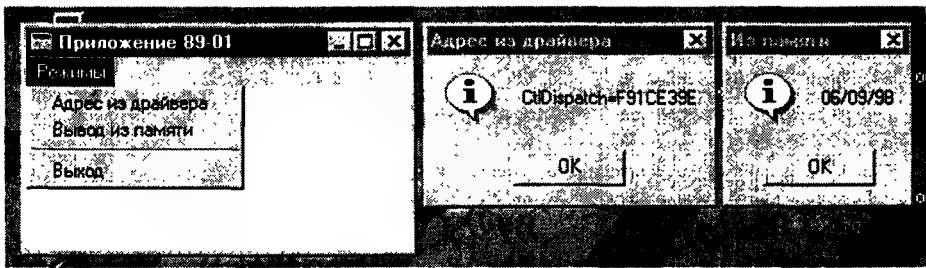 Приложение 89-01
Режимы
Адрес из драйвера
Вывод из памяти
Выход
Адрес из драйвера
CtlDispatch=F91CE39E
OK
Из памяти
06/09/98
OK